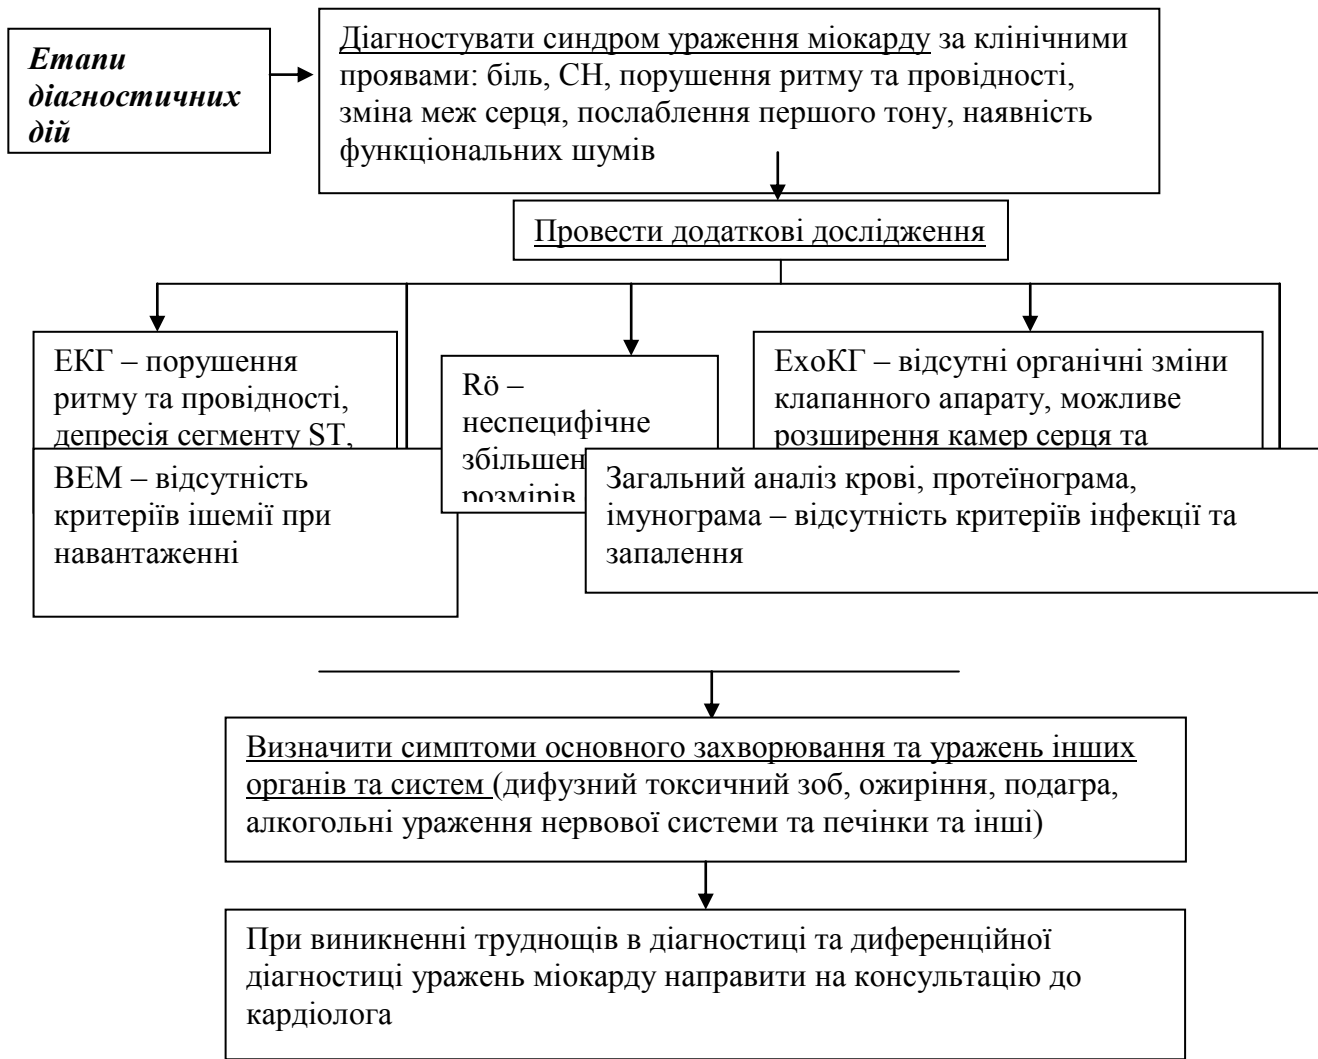 Етапи
діагностичних
дій
Діагностувати синдром ураження міокарду за клінічними
проявами: біль, СН, порушення ритму та провідності,
зміна меж серця, послаблення першого тону, наявність
функціональних шумів
Провести додаткові дослідження
ЕКГ – порушення
ритму та провідності,
депресія сегменту ST,
Rö –
неспецифічне
збільшен
розмірів
ЕхоКГ – відсутні органічні зміни
клапанного апарату, можливе
розширення камер серця та
ВЕМ – відсутність
критеріїв ішемії при
навантаженні
Загальний аналіз крові, протеїнограма,
імунограма – відсутність критеріїв інфекції та
запалення
Визначити симптоми основного захворювання та уражень інших
органів та систем (дифузний токсичний зоб, ожиріння, подагра,
алкогольні ураження нервової системи та печінки та інші)
При виникненні труднощів в діагностиці та диференційної
діагностиці уражень міокарду направити на консультацію до
кардіолога